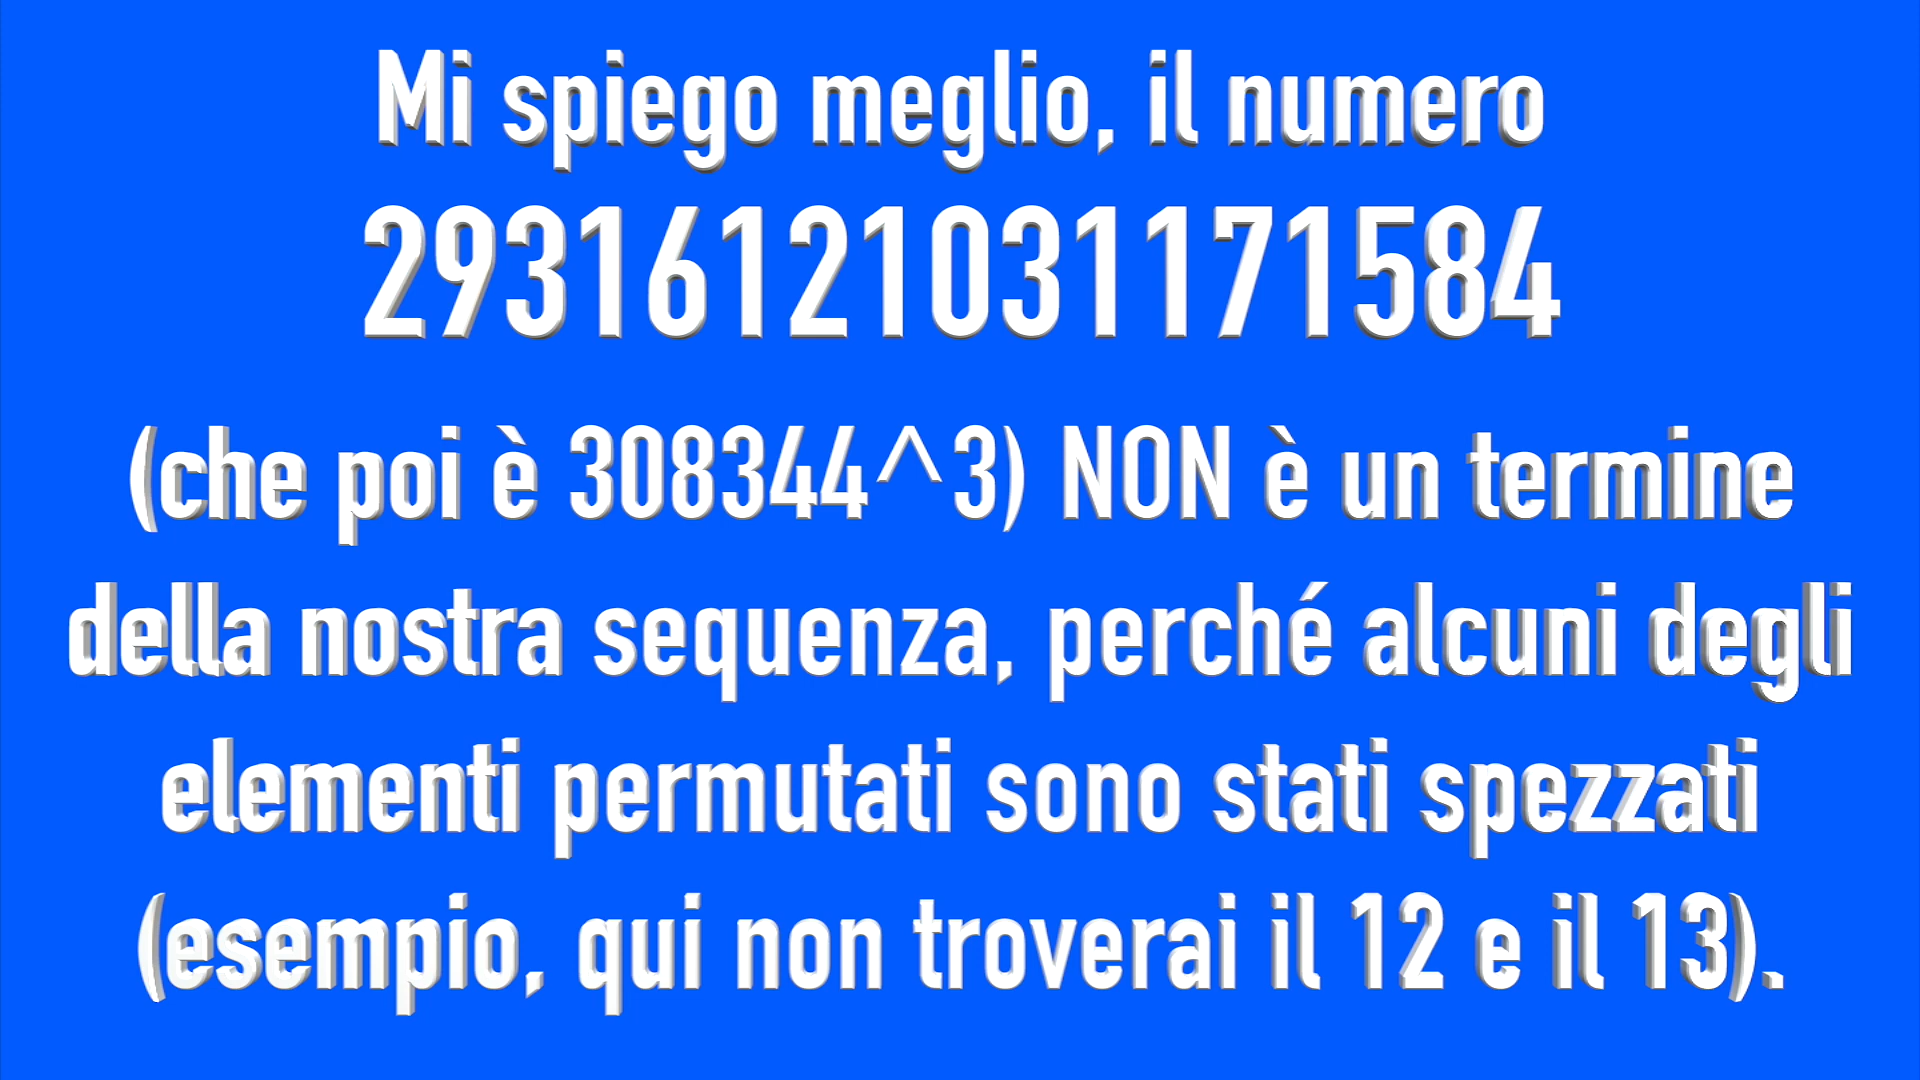 Mi spiego meglio, il numero
29316121031171584
(che poi è 308344^3) NON è un termine
della nostra sequenza, perché alcuni degli
elementi permutati sono stati spezzati
(esempio, qui non troverai il 12 e il 13).